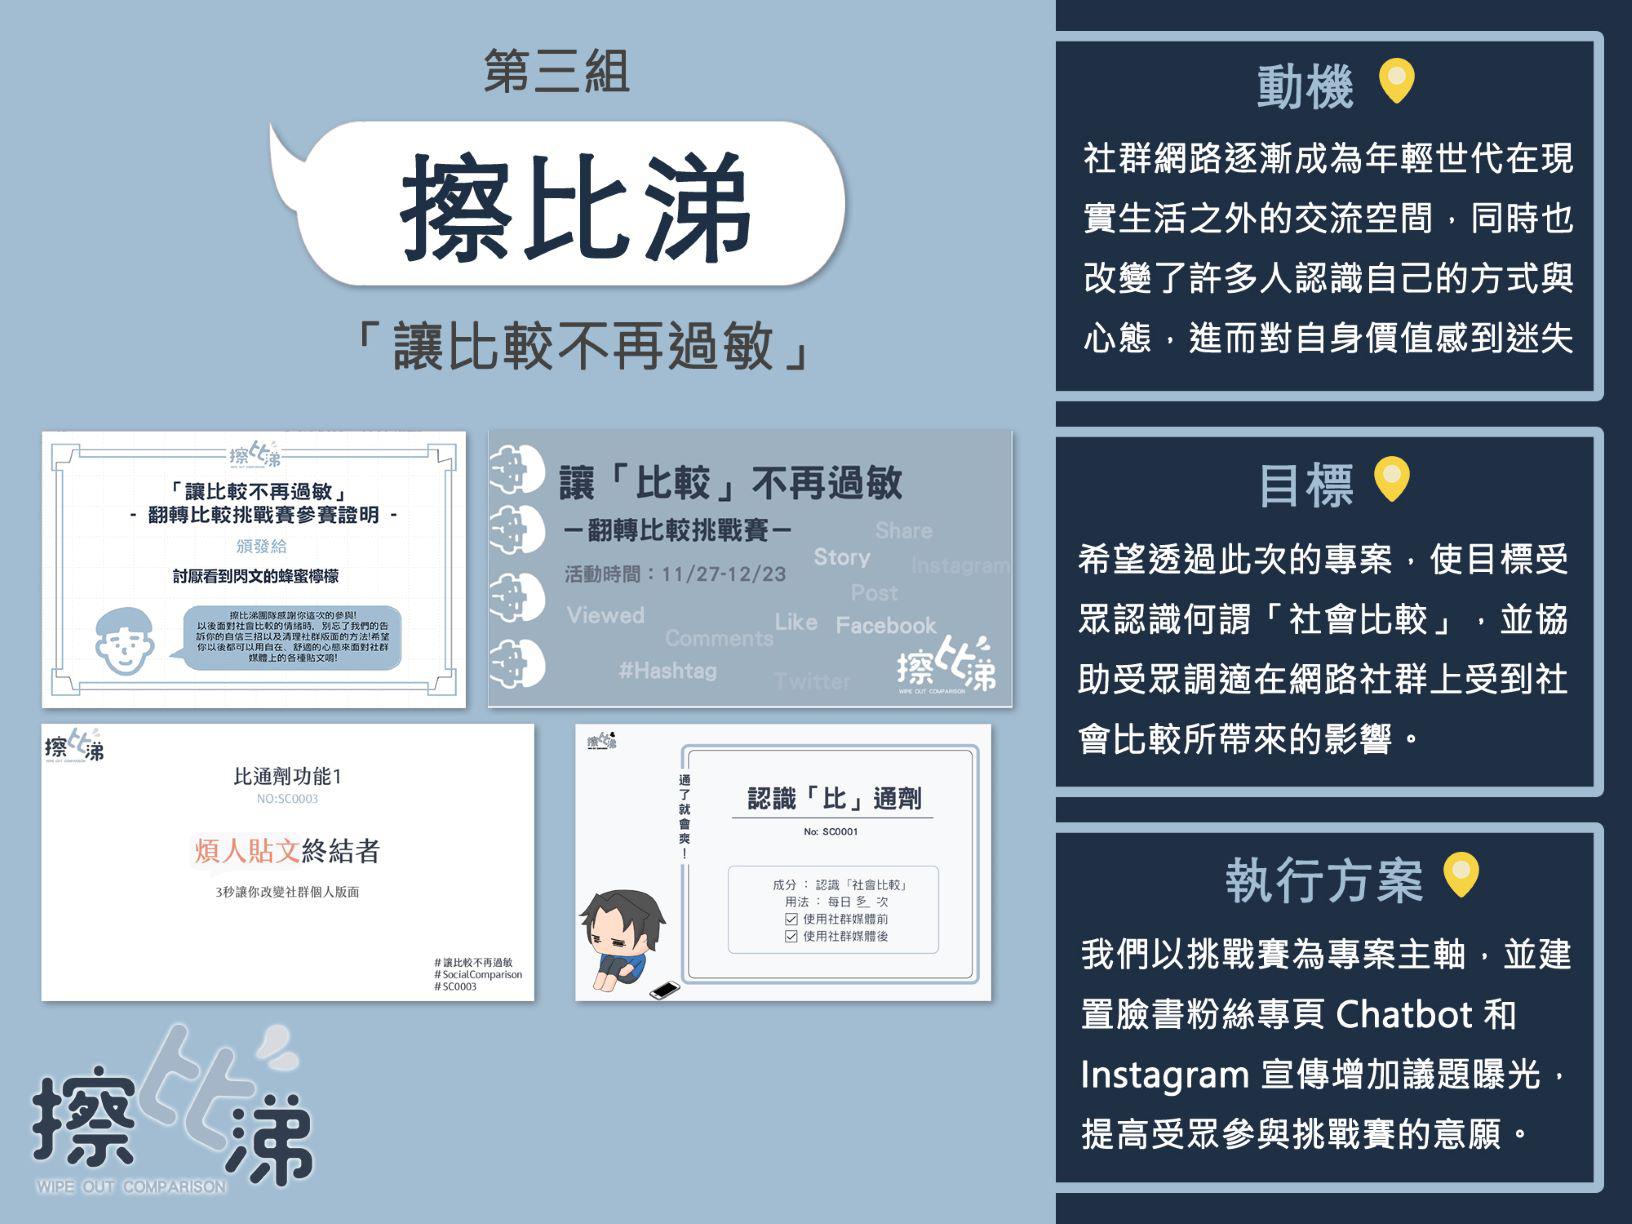 第三組
擦比涕
「讓比較不再過敏」
擦比涕
WIPE OUT COMPARISON
「讓比較不再過敏」
- 翻轉比較挑戰賽參賽證明 -
頒發給
討厭看到閃文的蜂蜜檸檬
擦比涕團隊感謝你這次的參與!
以後面對社會比較的情緒時，別忘了我們的告
訴你的自信三招以及清理社群版面的方法!希望
你以後都可以用自在、舒適的心態來面對社群
媒體上的各種貼文唷!
讓「比較」不再過敏
－翻轉比較挑戰賽－
活動時間：11/27-12/23
Share
Story
Instagram
Post
Viewed
Like
Facebook
Comments
#Hashtag
Twitter
擦比涕
WIPE OUT COMPARISON
擦比涕
WIPE OUT COMPARISON
比通劑功能1
NO:SC0003
煩人貼文終結者
3秒讓你改變社群個人版面
#讓比較不再過敏
#SocialComparison
#SC0003
擦比涕
通了就會爽！
認識「比」通劑
No: SC0001
成分 ： 認識「社會比較」
用法 ： 每日 多 次
☑ 使用社群媒體前
☑ 使用社群媒體後
擦比涕
WIPE OUT COMPARISON
動機
社群網路逐漸成為年輕世代在現
實生活之外的交流空間，同時也
改變了許多人認識自己的方式與
心態，進而對自身價值感到迷失
目標
希望透過此次的專案，使目標受
眾認識何謂「社會比較」，並協
助受眾調適在網路社群上受到社
會比較所帶來的影響。
執行方案
我們以挑戰賽為專案主軸，並建
置臉書粉絲專頁 Chatbot 和
Instagram 宣傳增加議題曝光，
提高受眾參與挑戰賽的意願。